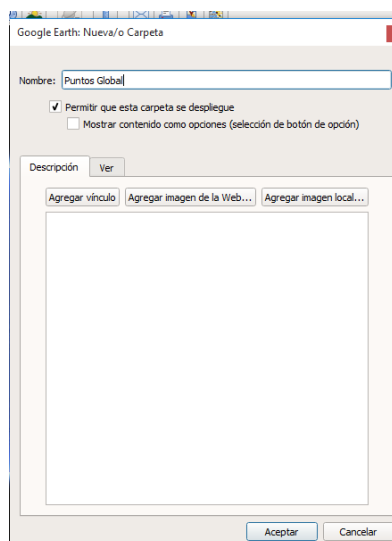 Google Earth: Nueva/o Carpeta
Nombre: Puntos Global
Permitir que esta carpeta se despliegue
Mostrar contenido como opciones (selección de botón de opción)
Descripción Ver
Agregar vínculo Agregar imagen de la Web... Agregar imagen local...
Aceptar Cancelar